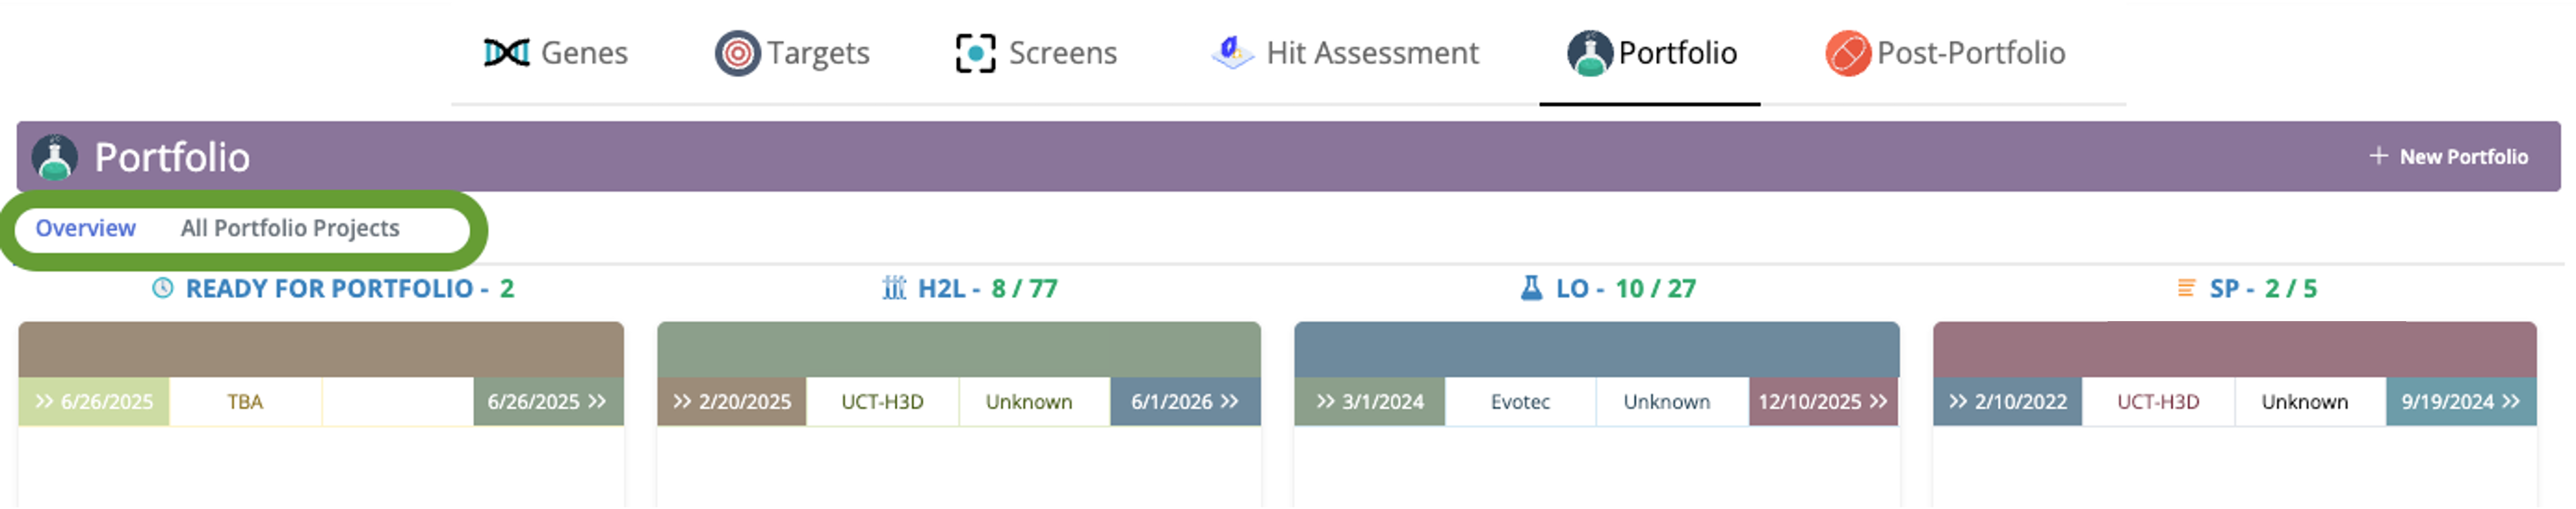 Genes Targets Screens Hit Assessment Portfolio Post-Portfolio
Portfolio + New Portfolio
Overview All Portfolio Projects
READY FOR PORTFOLIO - 2 H2L - 8 / 77 LO - 10 / 27 SP - 2 / 5
>> 6/26/2025 TBA 6/26/2025 >> >> 2/20/2025 UCT-H3D Unknown 6/1/2026 >> >> 3/1/2024 Evotec Unknown 12/10/2025 >> >> 2/10/2022 UCT-H3D Unknown 9/19/2024 >>